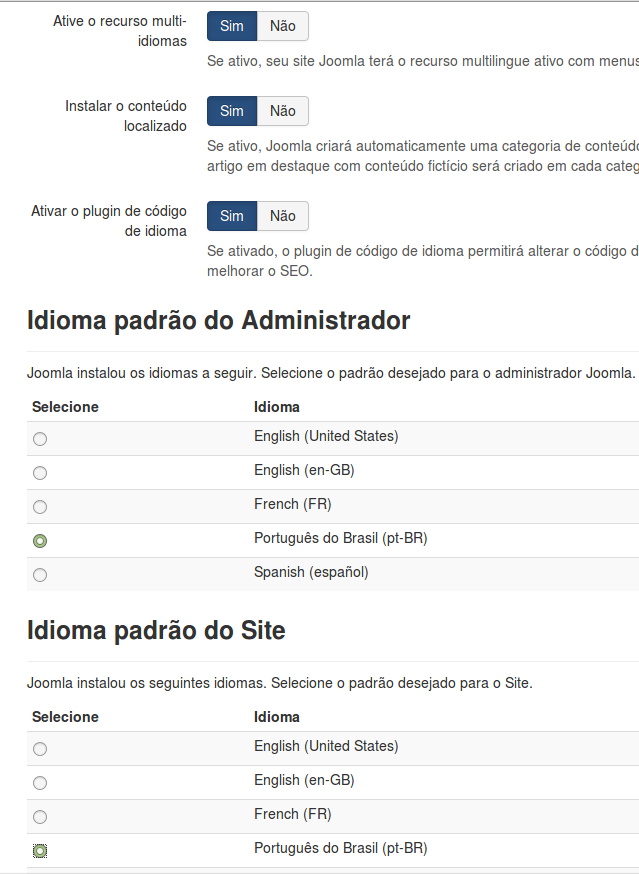 Ative o recurso multi-
idiomas
Sim Não
Se ativo, seu site Joomla terá o recurso multilingue ativo com menus
Instalar o conteúdo
localizado
Sim Não
Se ativo, Joomla criará automaticamente uma categoria de conteúdo
artigo em destaque com conteúdo fictício será criado em cada categ
Ativar o plugin de código
de idioma
Sim Não
Se ativado, o plugin de código de idioma permitirá alterar o código d
melhorar o SEO.
Idioma padrão do Administrador
Joomla instalou os idiomas a seguir. Selecione o padrão desejado para o administrador Joomla.
Selecione Idioma
English (United States)
English (en-GB)
French (FR)
Português do Brasil (pt-BR)
Spanish (español)
Idioma padrão do Site
Joomla instalou os seguintes idiomas. Selecione o padrão desejado para o Site.
Selecione Idioma
English (United States)
English (en-GB)
French (FR)
Português do Brasil (pt-BR)